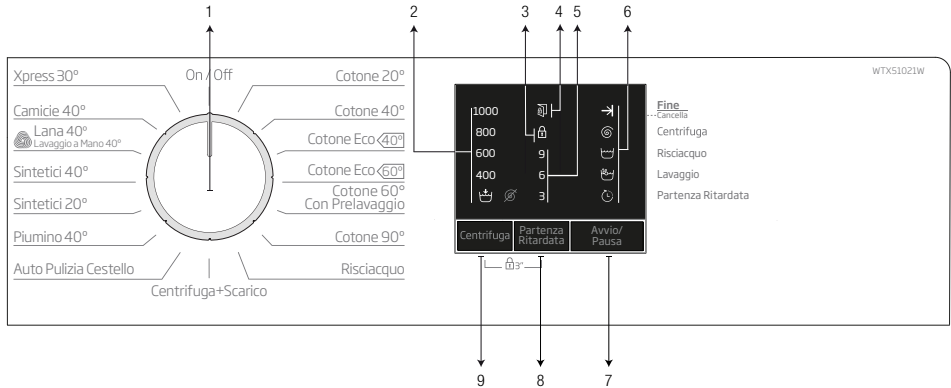 1
2
3
4
5
6
WTXS1021W
On / Off
Xpress 30°
Camicie 40°
Lana 40°
Lavaggio a Mano 40°
Sintetici 40°
Sintetici 20°
Piumino 40°
Auto Pulizia Cestello
Centrifuga+Scarico
Cotone 20°
Cotone 40°
Cotone Eco 40°
Cotone Eco 60°
Cotone 60°
Con Prelavaggio
Cotone 90°
Risciacquo
1000
800
600
400
9
6
3
Fine
Cancella
Centrifuga
Risciacquo
Lavaggio
Partenza Ritardata
Centrifuga
Partenza
Ritardata
Avvio/
Pausa
3"
9
8
7